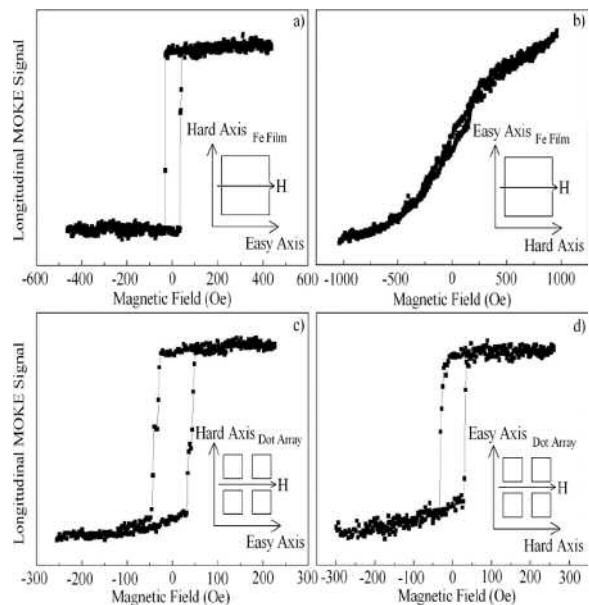 a)
Longitudinal MOKE Signal
Hard Axis
Fe Film
H
Easy Axis
-600 -400 -200 0 200 400 600
Magnetic Field (Oe)
b)
Easy Axis
Fe Film
H
Hard Axis
-1000 -500 0 500 1000
Magnetic Field (Oe)
c)
Longitudinal MOKE Signal
Hard Axis
Dot Array
H
Easy Axis
-300 -200 -100 0 100 200 300
Magnetic Field (Oe)
d)
Easy Axis
Dot Array
H
Hard Axis
-300 -200 -100 0 100 200 300
Magnetic Field (Oe)